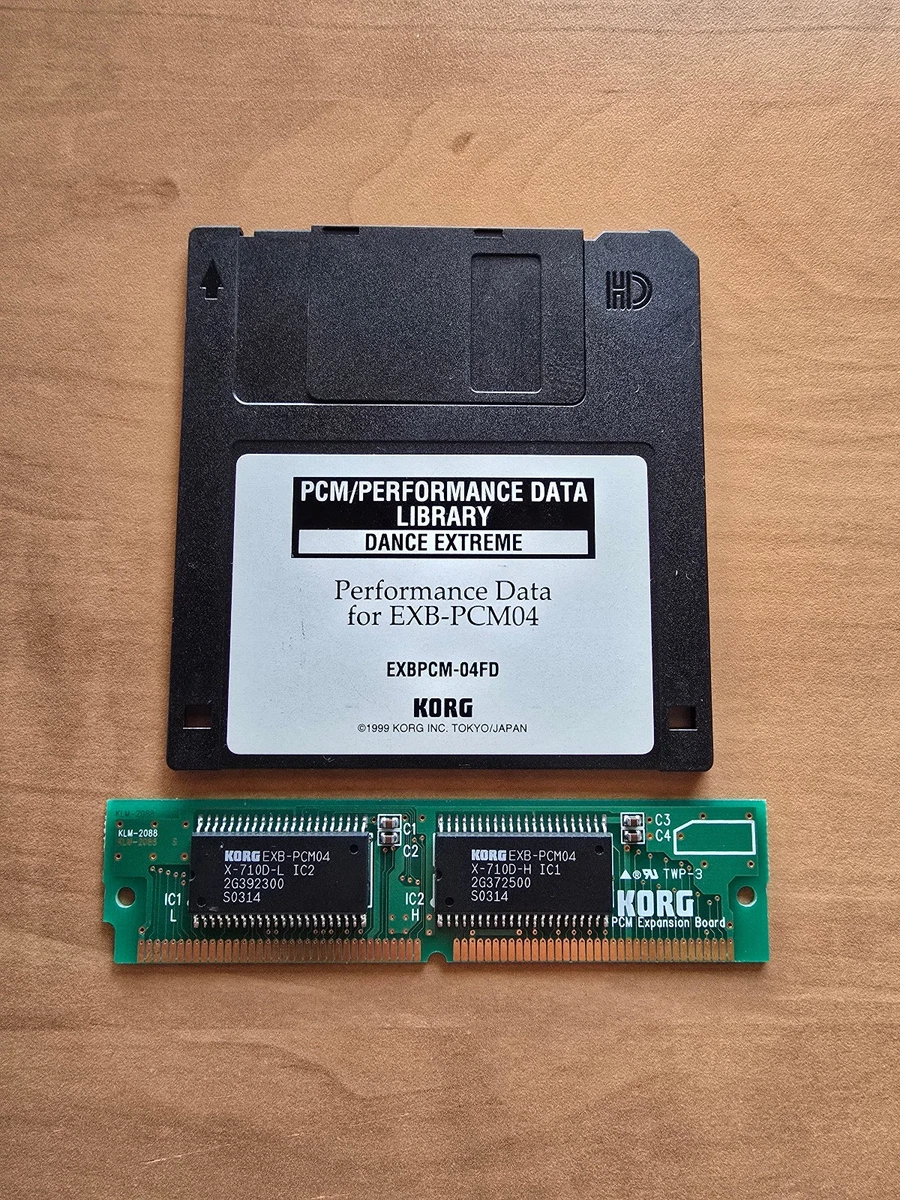 HD
PCM/PERFORMANCE DATA
LIBRARY
DANCE EXTREME
Performance Data
for EXB-PCM04
EXBPCM-04FD
KORG
©1999 KORG INC. TOKYO/JAPAN
KLM-2088
KLM-2088 S
IC1
L
KORG EXB-PCM04
X-710D-L IC2
2G392300
S0314
C1
C2
IC2
H
KORG EXB-PCM04
X-710D-H IC1
2G372500
S0314
C3
C4
TWP-3
KORG
PCM Expansion Board